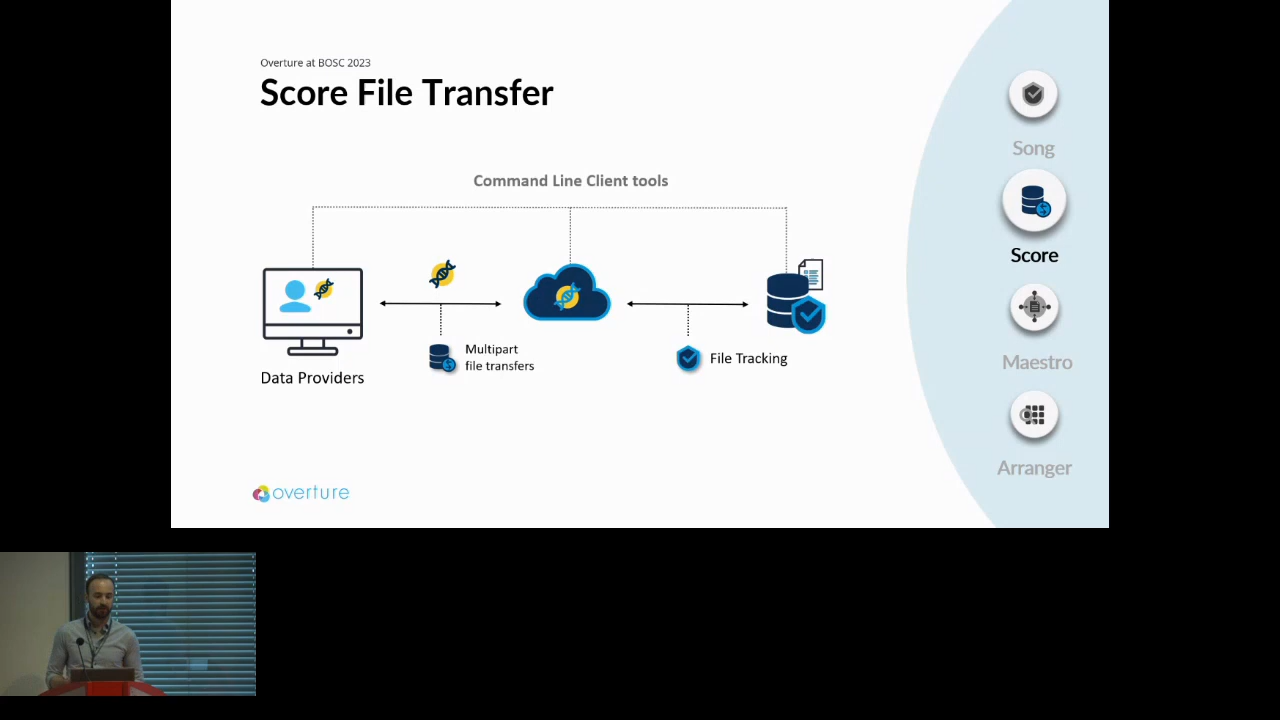 Overture at BOSC 2023
Score File Transfer
Command Line Client tools
Multipart
file transfers
File Tracking
Data Providers
overture
Song
Score
Maestro
Arranger